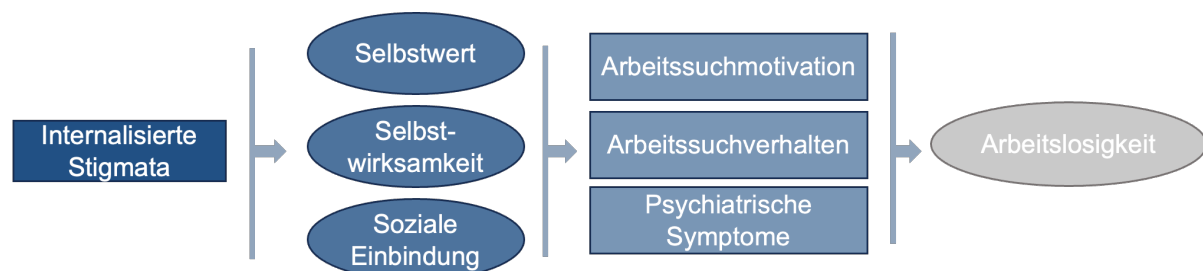 Internalisierte
Stigmata
Selbstwert
Selbst-
wirksamkeit
Soziale
Einbindung
Arbeitssuchmotivation
Arbeitssuchverhalten
Psychiatrische
Symptome
Arbeitslosigkeit